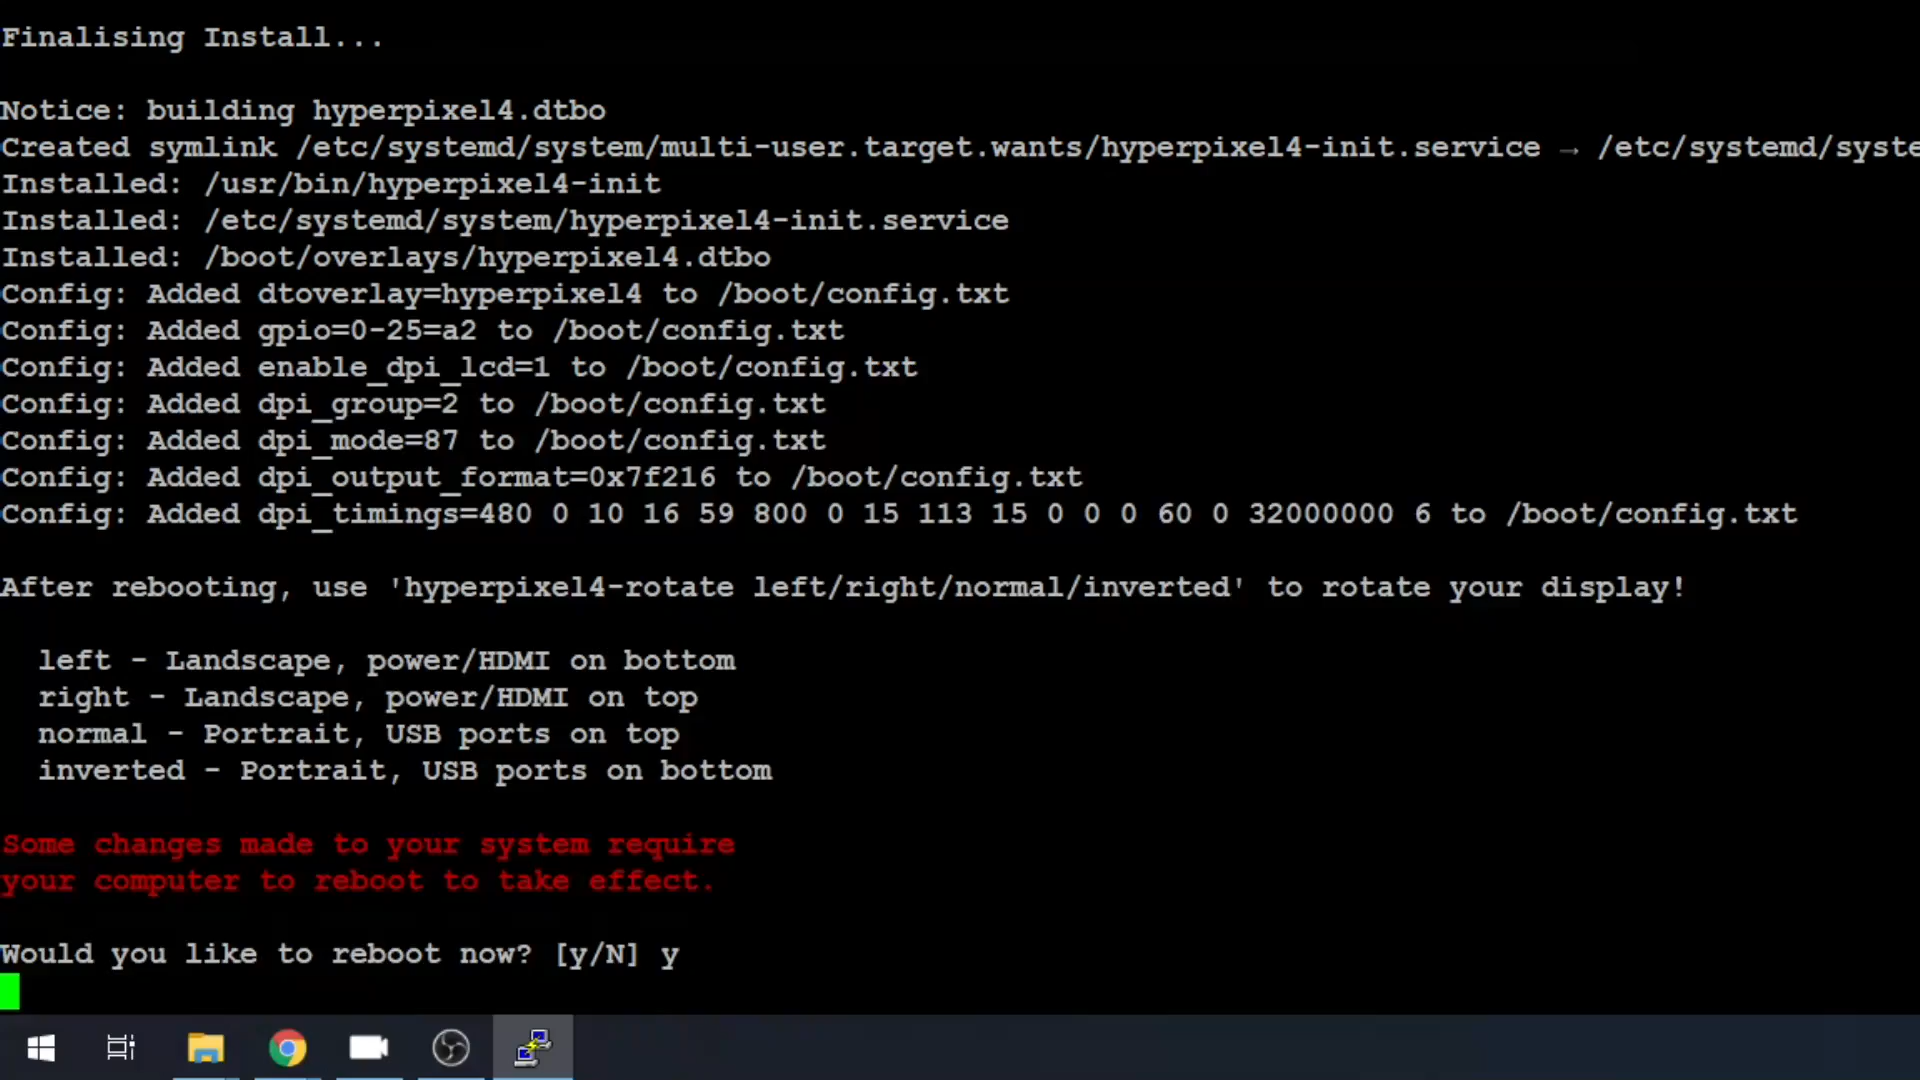 Finalising Install...
Notice: building hyperpixel4.dtbo
Created symlink /etc/systemd/system/multi-user.target.wants/hyperpixel4-init.service → /etc/systemd/syste
Installed: /usr/bin/hyperpixel4-init
Installed: /etc/systemd/system/hyperpixel4-init.service
Installed: /boot/overlays/hyperpixel4.dtbo
Config: Added dtoverlay=hyperpixel4 to /boot/config.txt
Config: Added gpio=0-25=a2 to /boot/config.txt
Config: Added enable_dpi_lcd=1 to /boot/config.txt
Config: Added dpi_group=2 to /boot/config.txt
Config: Added dpi_mode=87 to /boot/config.txt
Config: Added dpi_output_format=0x7f216 to /boot/config.txt
Config: Added dpi_timings=480 0 10 16 59 800 0 15 113 15 0 0 0 60 0 32000000 6 to /boot/config.txt
After rebooting, use 'hyperpixel4-rotate left/right/normal/inverted' to rotate your display!
left - Landscape, power/HDMI on bottom
right - Landscape, power/HDMI on top
normal - Portrait, USB ports on top
inverted - Portrait, USB ports on bottom
Some changes made to your system require
your computer to reboot to take effect.
Would you like to reboot now? [y/N] y